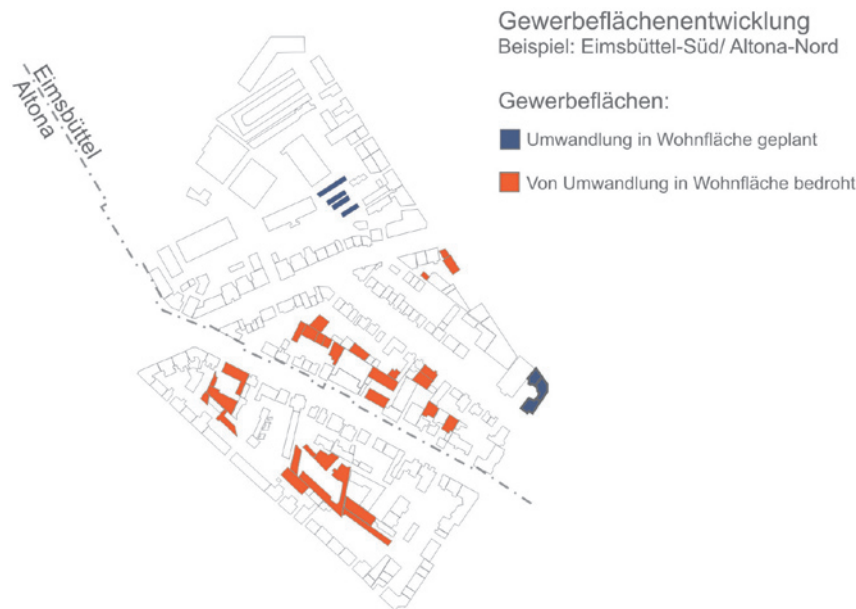 Gewerbeflächenentwicklung
Beispiel: Eimsbüttel-Süd/ Altona-Nord
Gewerbeflächen:
Umwandlung in Wohnfläche geplant
Von Umwandlung in Wohnfläche bedroht
Eimsbüttel
Altona